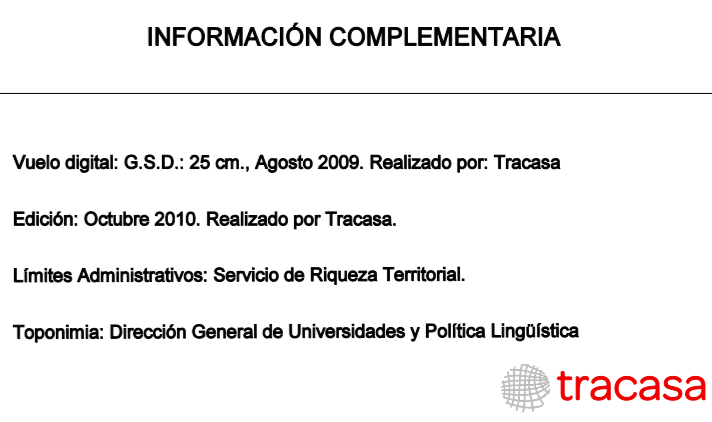 INFORMACIÓN COMPLEMENTARIA
Vuelo digital: G.S.D.: 25 cm., Agosto 2009. Realizado por: Tracasa
Edición: Octubre 2010. Realizado por Tracasa.
Límites Administrativos: Servicio de Riqueza Territorial.
Toponimia: Dirección General de Universidades y Política Lingüística
tracasa